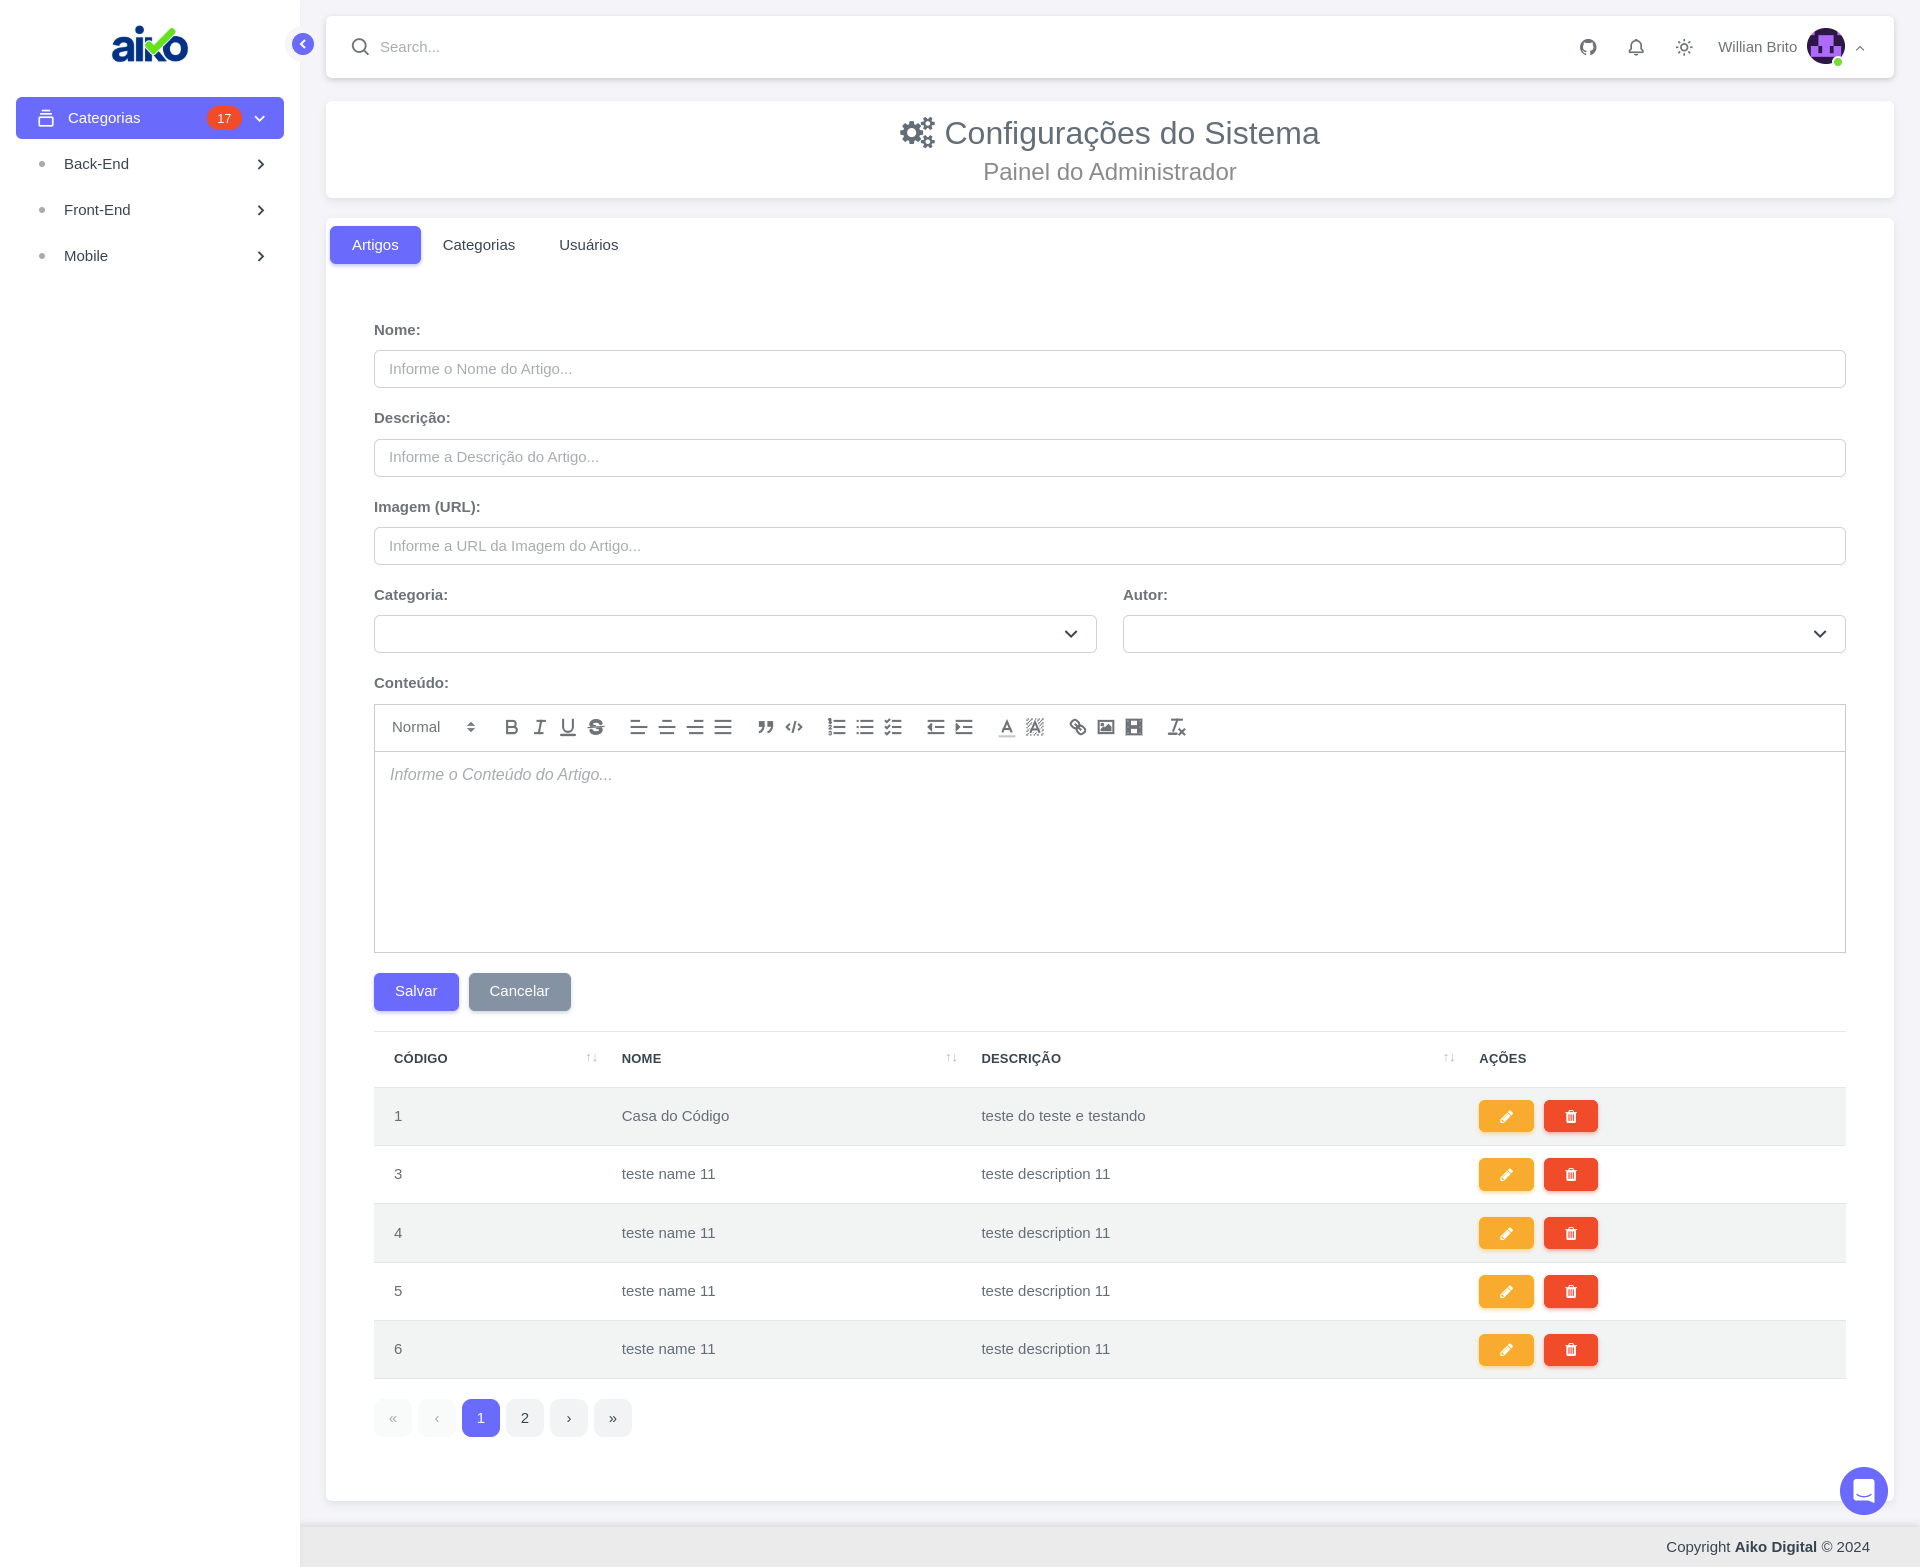 aiko
Search...
Willian Brito
Categorias 17
Back-End
Front-End
Mobile
Configurações do Sistema
Painel do Administrador
Artigos Categorias Usuários
Nome:
Informe o Nome do Artigo...
Descrição:
Informe a Descrição do Artigo...
Imagem (URL):
Informe a URL da Imagem do Artigo...
Categoria: Autor:
Conteúdo:
Normal
Informe o Conteúdo do Artigo...
Salvar Cancelar
CÓDIGO ↑↓ NOME ↑↓ DESCRIÇÃO ↑↓ AÇÕES
1 Casa do Código teste do teste e testando
3 teste name 11 teste description 11
4 teste name 11 teste description 11
5 teste name 11 teste description 11
6 teste name 11 teste description 11
« ‹ 1 2 › »
Copyright Aiko Digital © 2024